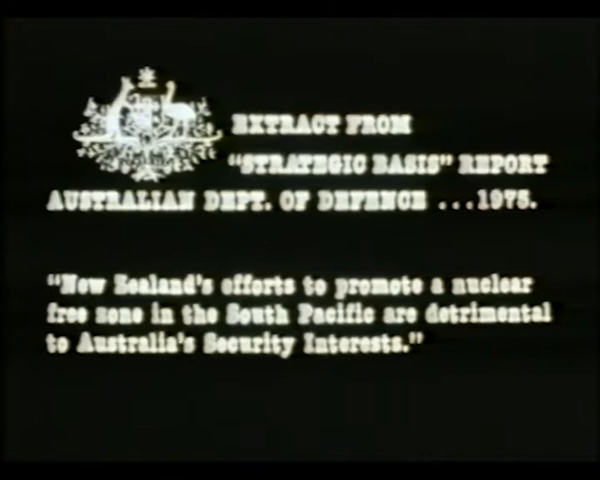 EXTRACT FROM
"STRATEGIC BASIS" REPORT
AUSTRALIAN DEPT. OF DEFENCE ...1975.
"New Zealand's efforts to promote a nuclear
free zone in the South Pacific are detrimental
to Australia's Security Interests."